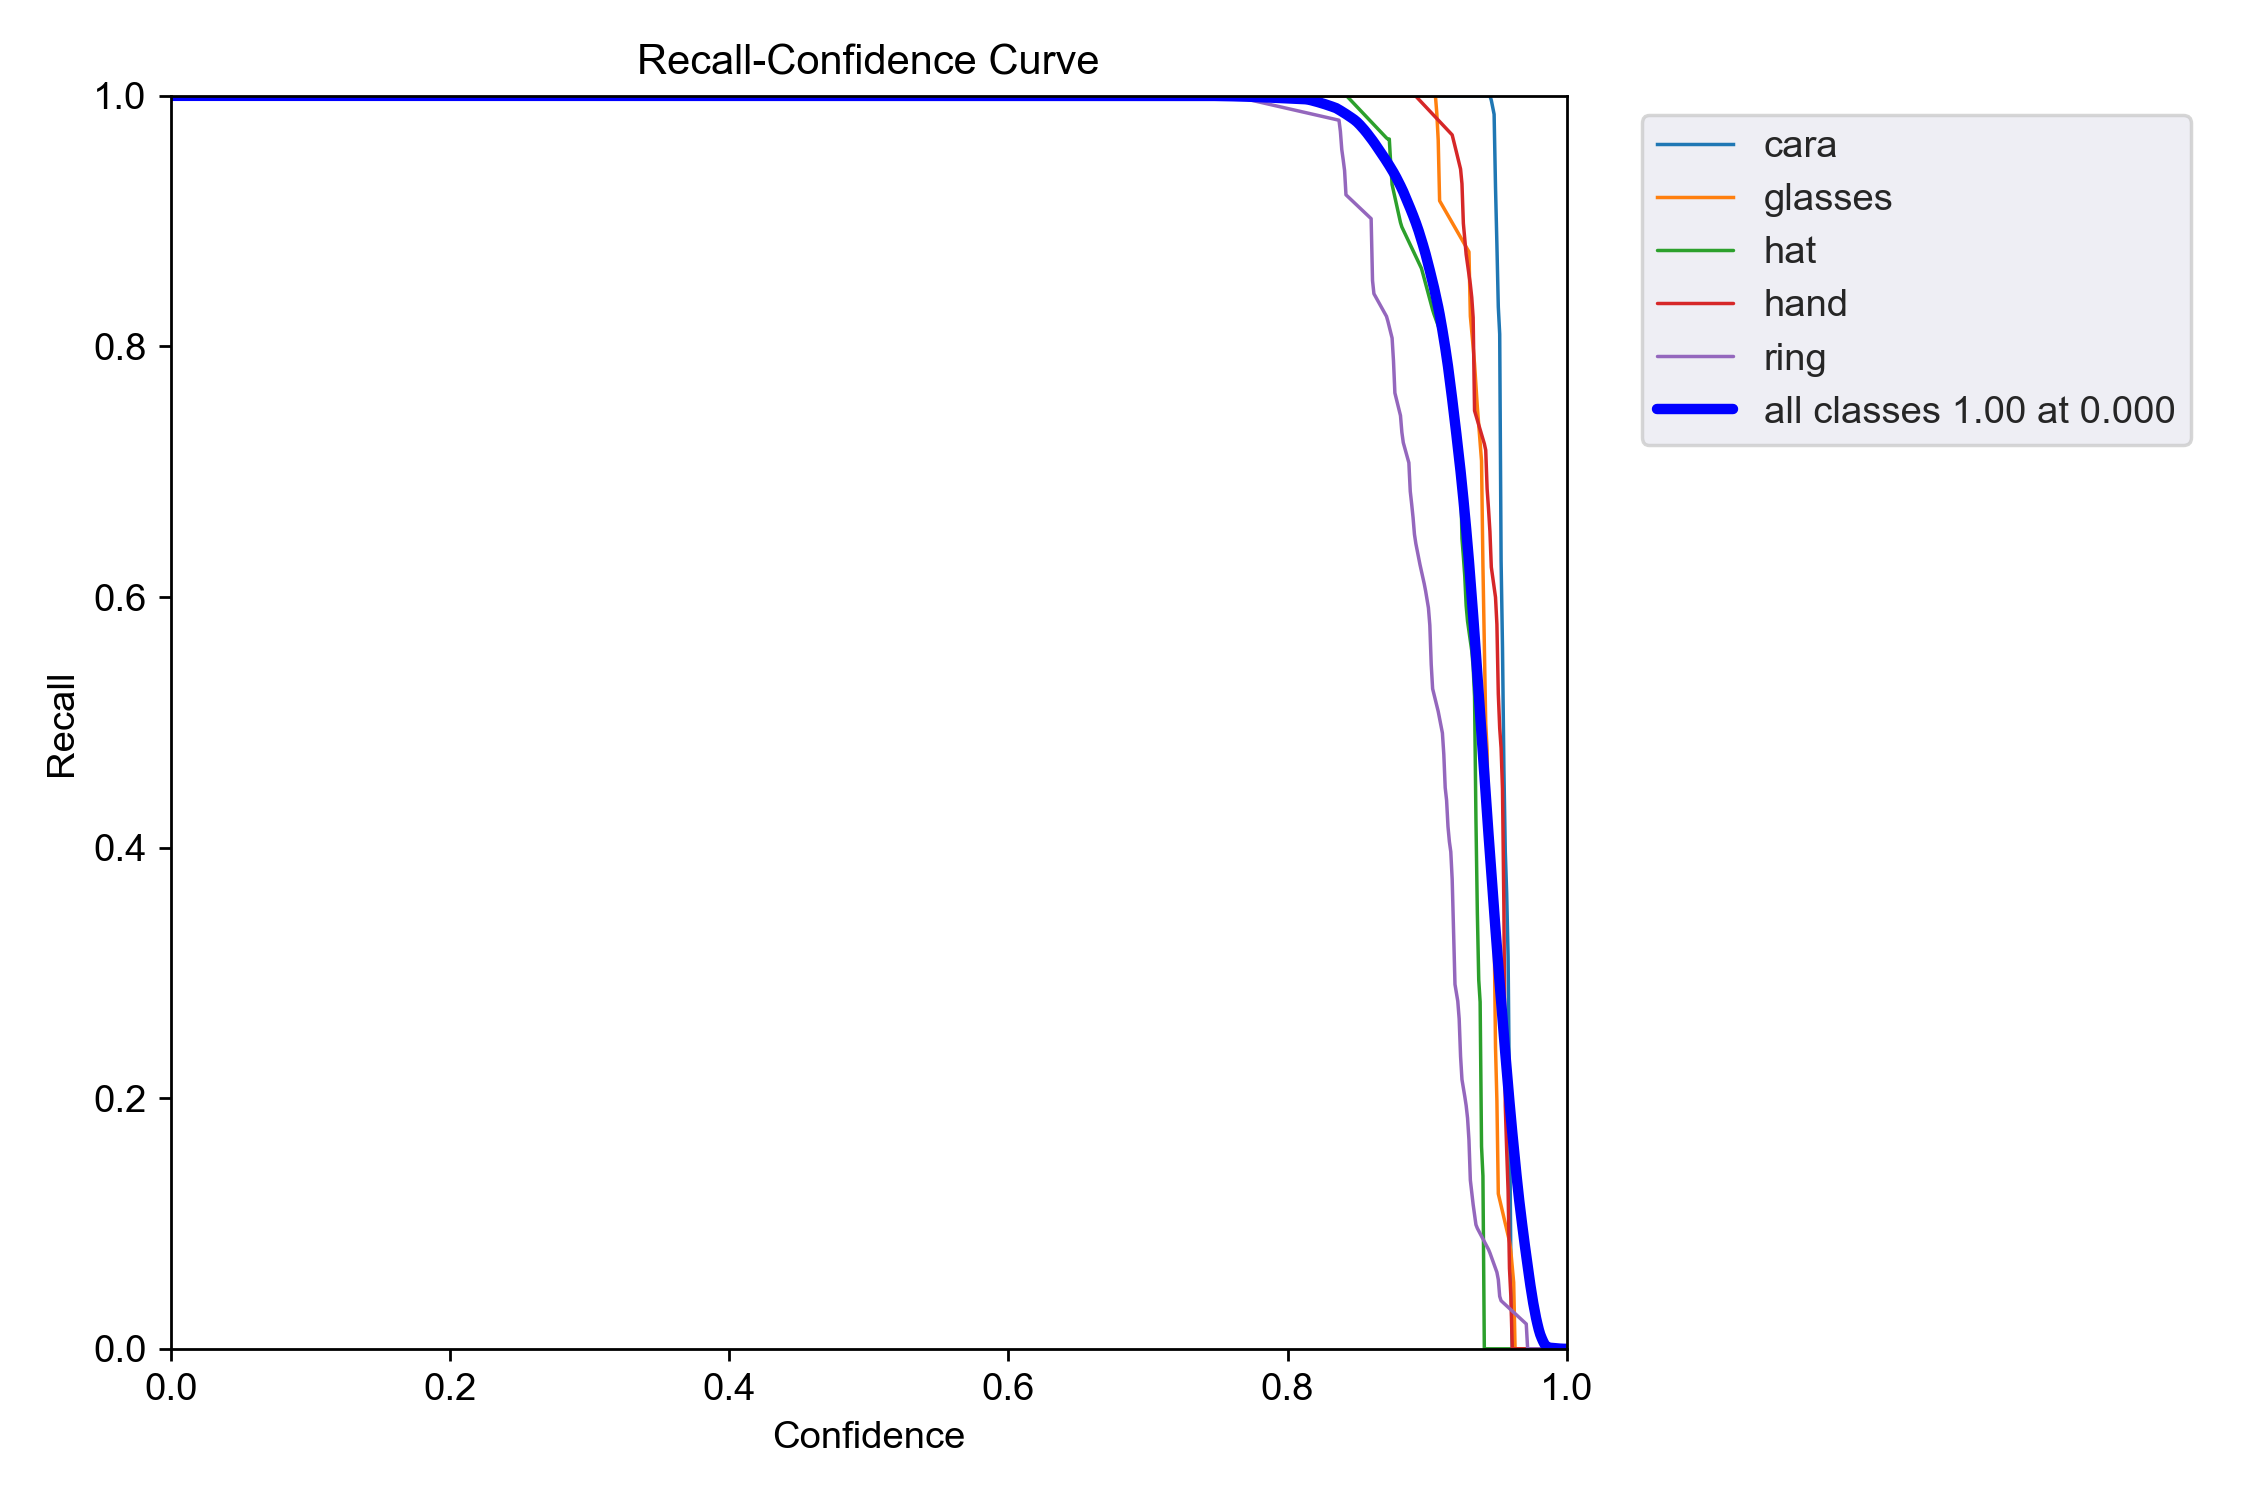 Recall-Confidence Curve
1.0
0.8
0.6
0.4
0.2
0.0
Recall
0.0 0.2 0.4 0.6 0.8 1.0
Confidence
cara
glasses
hat
hand
ring
all classes 1.00 at 0.000